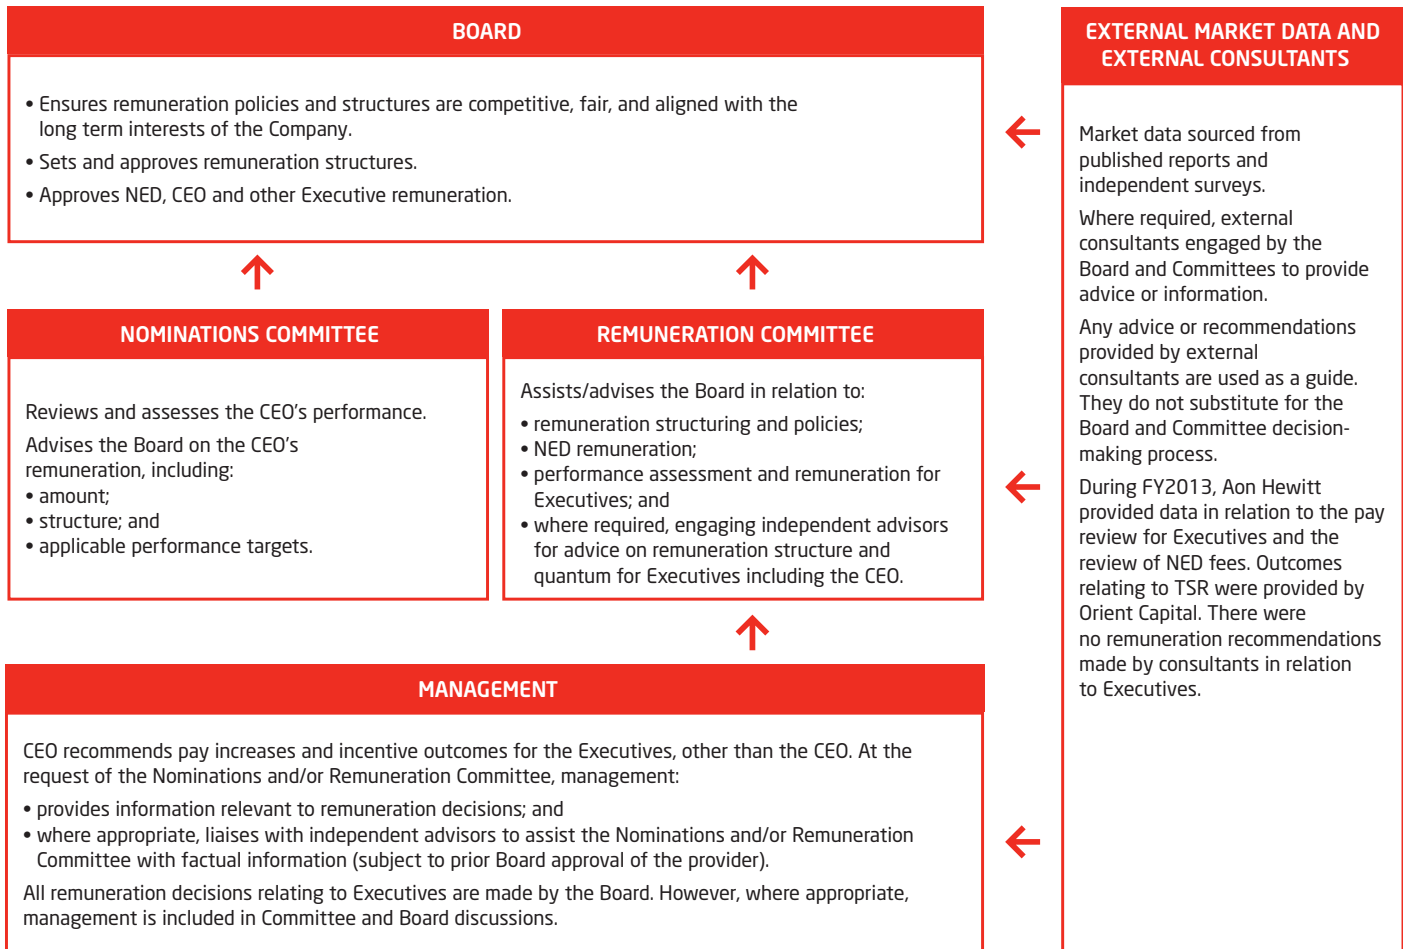 BOARD
• Ensures remuneration policies and structures are competitive, fair, and aligned with the
long term interests of the Company.
• Sets and approves remuneration structures.
• Approves NED, CEO and other Executive remuneration.
NOMINATIONS COMMITTEE
Reviews and assesses the CEO's performance.
Advises the Board on the CEO's
remuneration, including:
• amount;
• structure; and
• applicable performance targets.
REMUNERATION COMMITTEE
Assists/advises the Board in relation to:
• remuneration structuring and policies;
• NED remuneration;
• performance assessment and remuneration for
Executives; and
• where required, engaging independent advisors
for advice on remuneration structure and
quantum for Executives including the CEO.
MANAGEMENT
CEO recommends pay increases and incentive outcomes for the Executives, other than the CEO. At the
request of the Nominations and/or Remuneration Committee, management:
• provides information relevant to remuneration decisions; and
• where appropriate, liaises with independent advisors to assist the Nominations and/or Remuneration
Committee with factual information (subject to prior Board approval of the provider).
All remuneration decisions relating to Executives are made by the Board. However, where appropriate,
management is included in Committee and Board discussions.
EXTERNAL MARKET DATA AND
EXTERNAL CONSULTANTS
Market data sourced from
published reports and
independent surveys.
Where required, external
consultants engaged by the
Board and Committees to provide
advice or information.
Any advice or recommendations
provided by external
consultants are used as a guide.
They do not substitute for the
Board and Committee decision-
making process.
During FY2013, Aon Hewitt
provided data in relation to the pay
review for Executives and the
review of NED fees. Outcomes
relating to TSR were provided by
Orient Capital. There were
no remuneration recommendations
made by consultants in relation
to Executives.